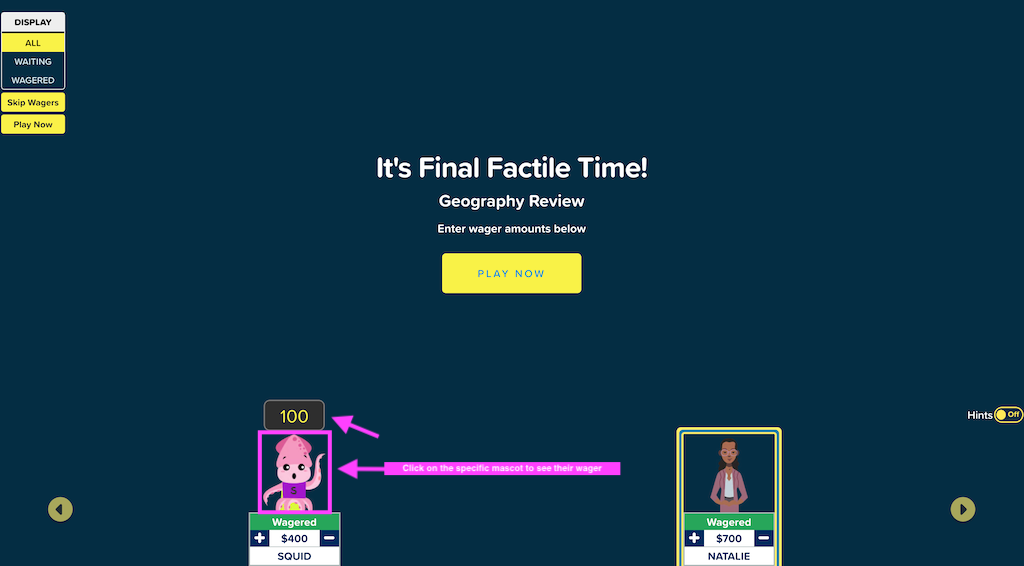 DISPLAY
ALL
WAITING
WAGERED
Skip Wagers
Play Now
It's Final Factile Time!
Geography Review
Enter wager amounts below
PLAY NOW
100
Hints Off
Click on the specific mascot to see their wager
S
Wagered
+ $400 −
SQUID
Wagered
+ $700 −
NATALIE